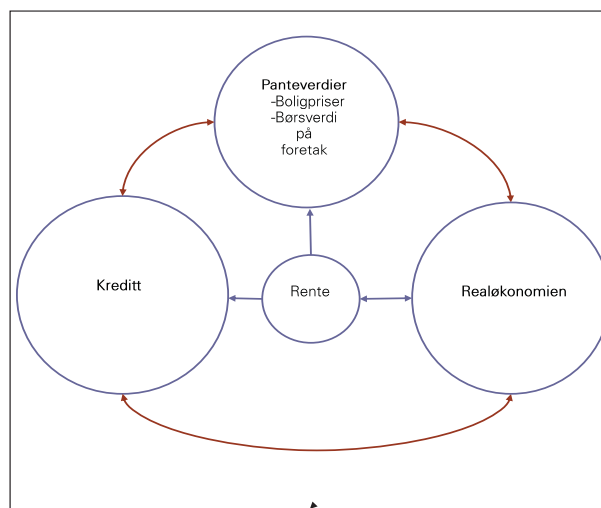 Panteverdier
-Boligpriser
-Børsverdi
på
foretak
Kreditt
Rente
Realøkonomien